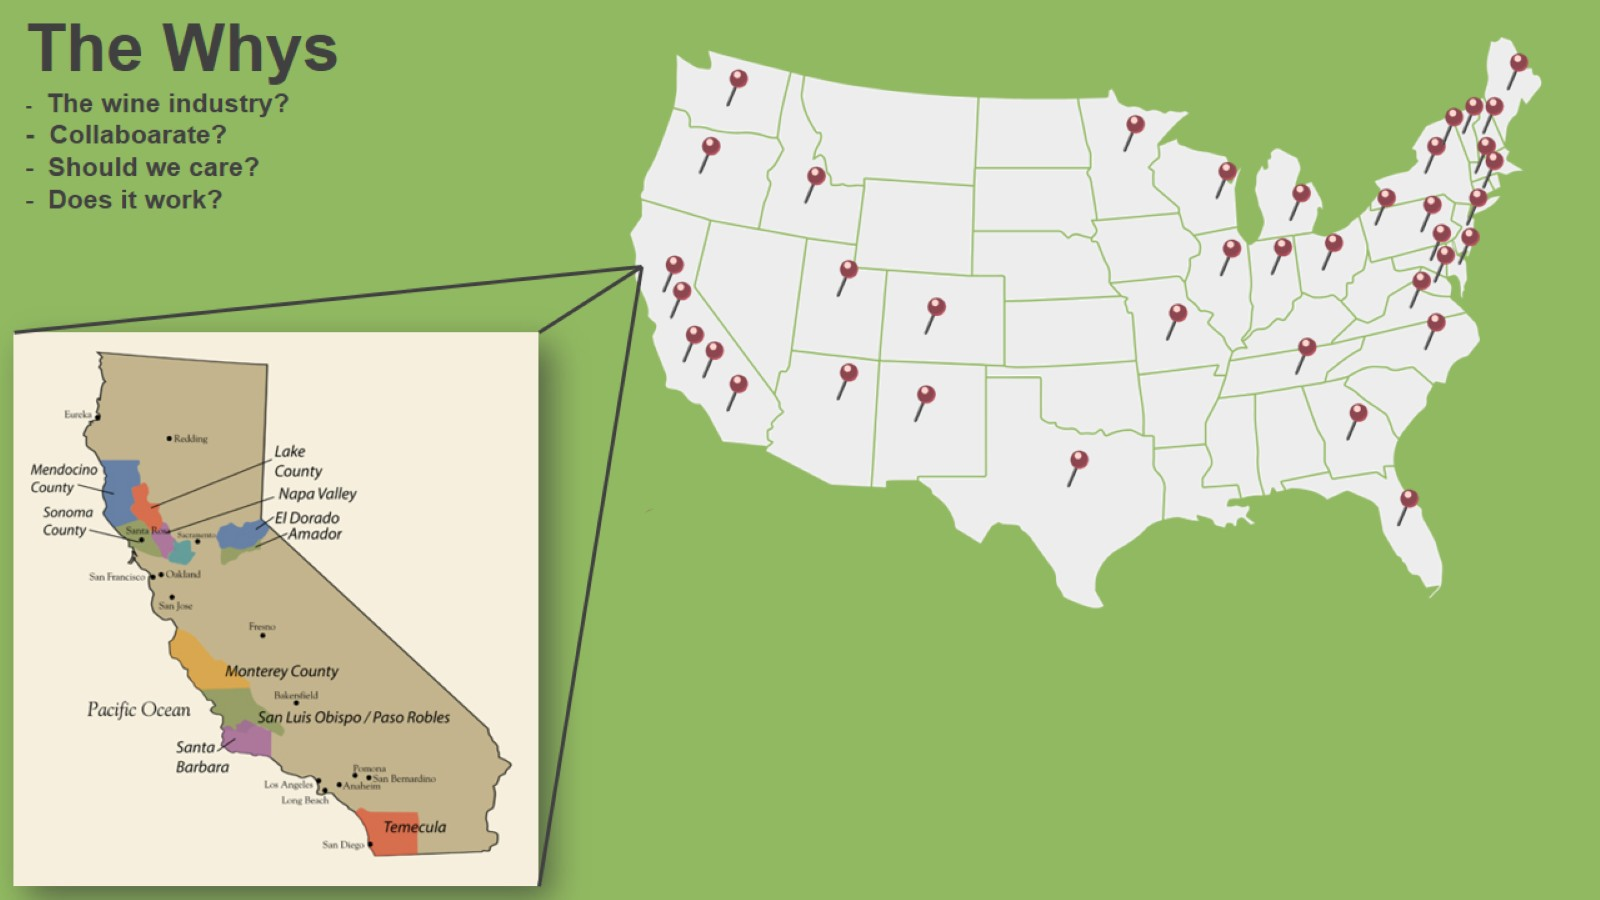 The Whys
- The wine industry?
- Collaboarate?
- Should we care?
- Does it work?
Eureka
Redding
Lake
County
Mendocino
County
Napa Valley
Sonoma
County
El Dorado
Amador
Santa Rosa
Sacramento
San Francisco
Oakland
San Jose
Fresno
Monterey County
Bakersfield
Pacific Ocean
San Luis Obispo / Paso Robles
Santa
Barbara
Pomona
San Bernardino
Los Angeles
Anaheim
Long Beach
Temecula
San Diego